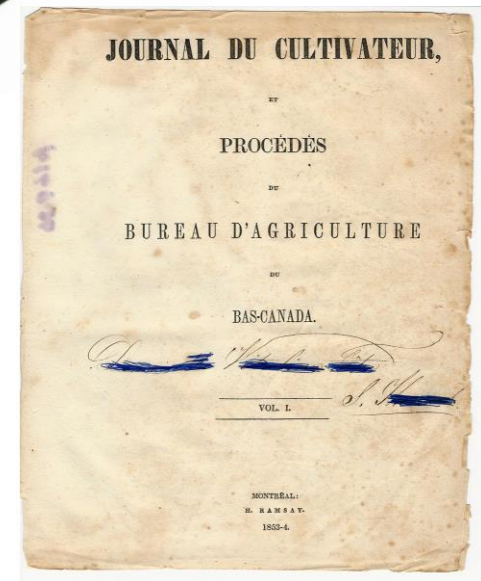 JOURNAL DU CULTIVATEUR,
ET
PROCÉDÉS
DU
BUREAU D'AGRICULTURE
DU
BAS-CANADA.
VOL. I.
MONTRÉAL:
H. RAMSAY.
1853-4.